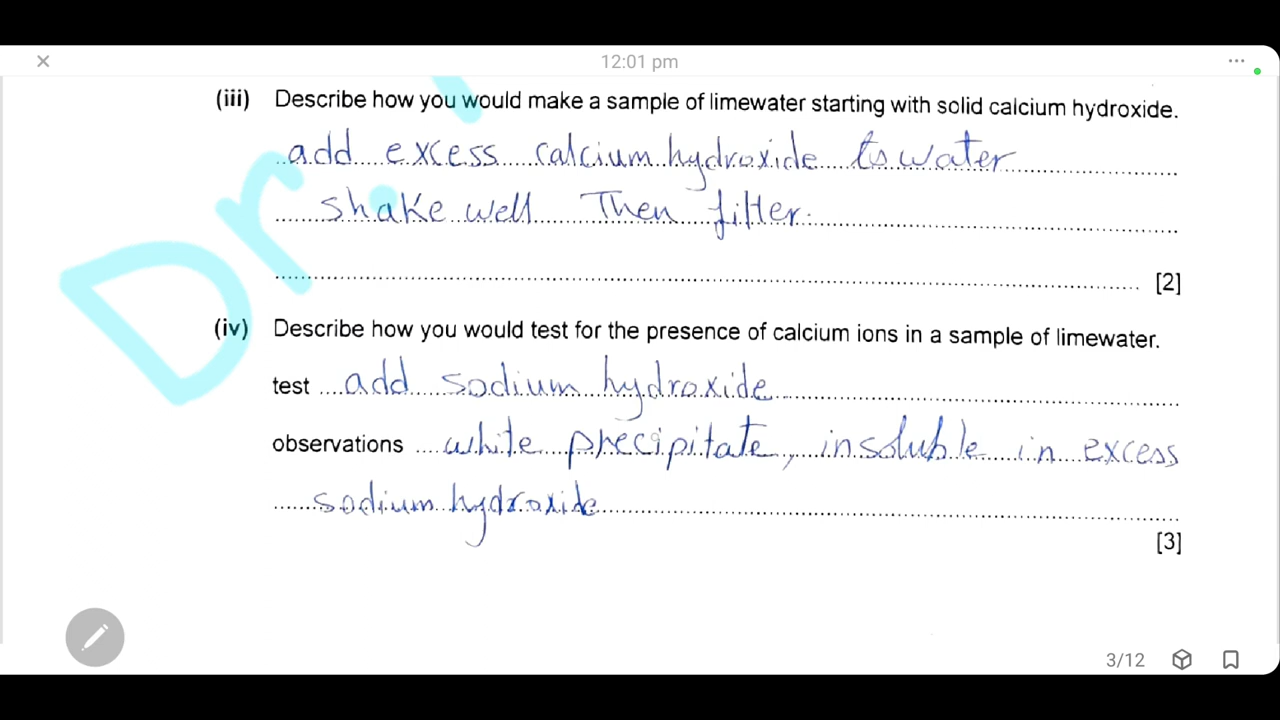 12:01 pm
(iii) Describe how you would make a sample of limewater starting with solid calcium hydroxide.
add excess calcium hydroxide to water
shake well Then filter.
[2]
(iv) Describe how you would test for the presence of calcium ions in a sample of limewater.
test add sodium hydroxide
observations white precipitate, insoluble in excess
sodium hydroxide
[3]
Dr.
3/12